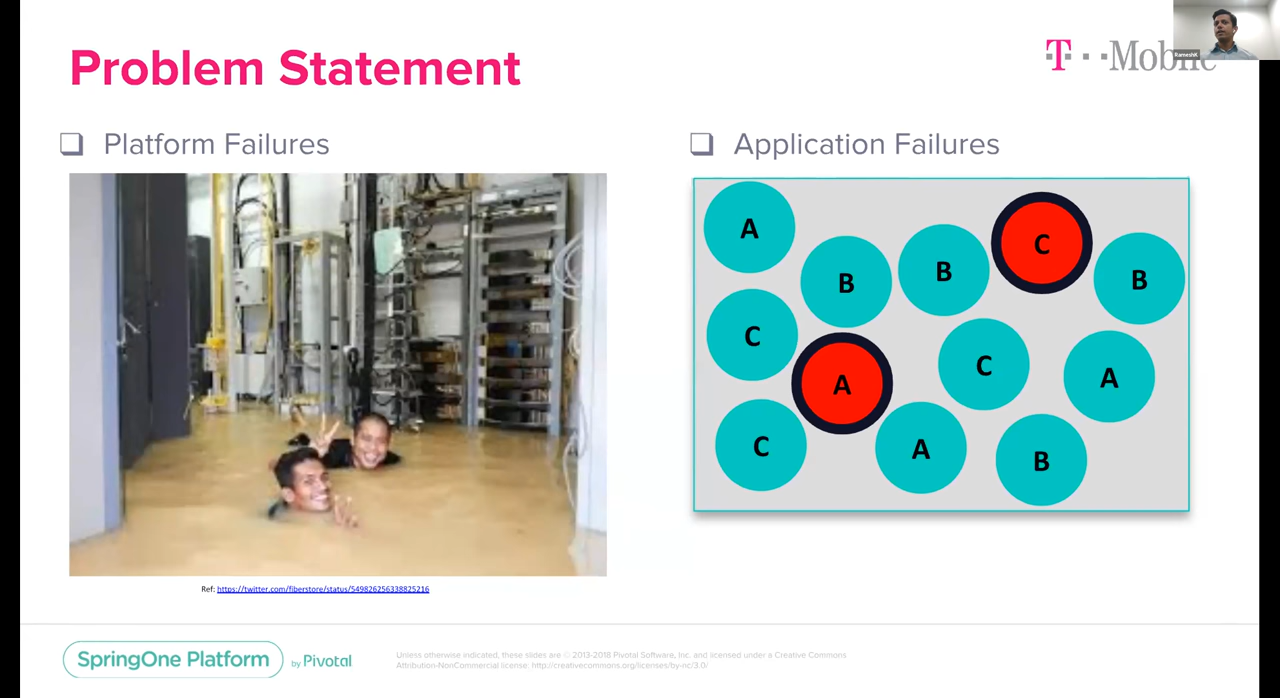 Problem Statement
T · · Mobile
RameshK
❑ Platform Failures
❑ Application Failures
A
B
B
C
B
C
A
C
A
C
A
B
Ref: https://twitter.com/fiberstore/status/549826256338825216
SpringOne Platform by Pivotal
Unless otherwise indicated, these slides are © 2013-2018 Pivotal Software, Inc. and licensed under a Creative Commons
Attribution-NonCommercial license: http://creativecommons.org/licenses/by-nc/3.0/